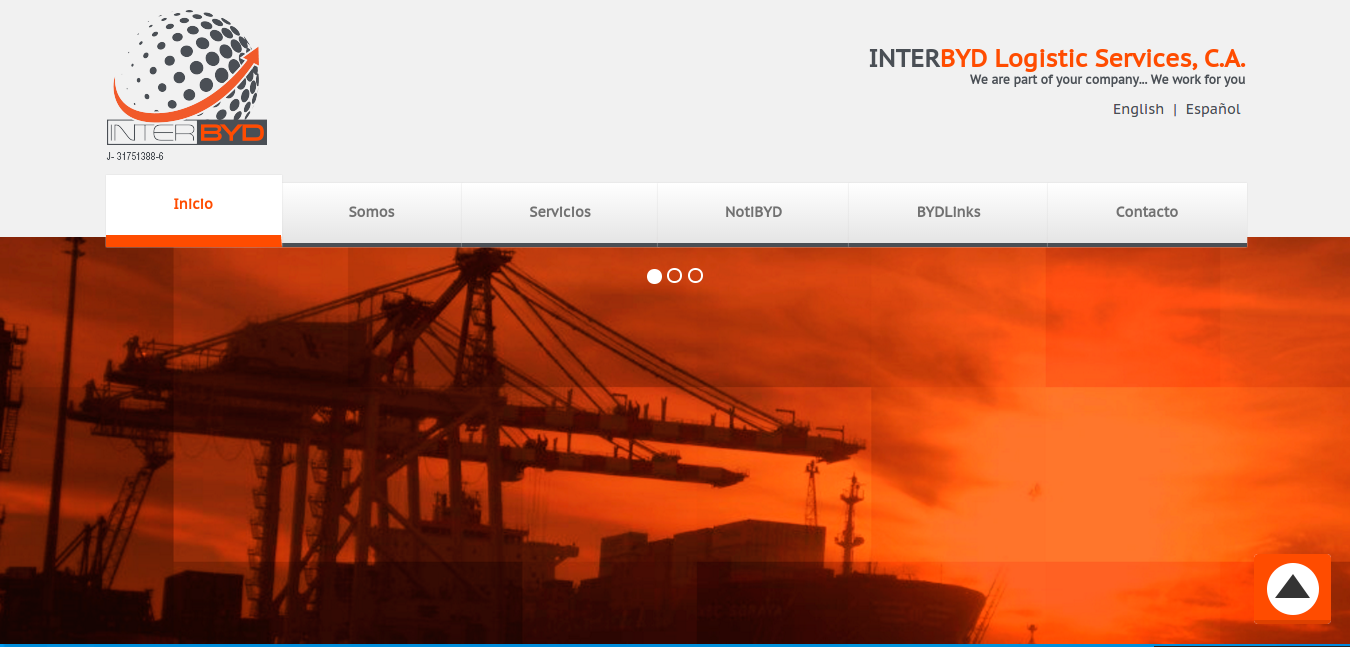 INTERBYD
J- 31751388-6
INTERBYD Logistic Services, C.A.
We are part of your company... We work for you
English | Español
Inicio Somos Servicios NotiBYD BYDLinks Contacto